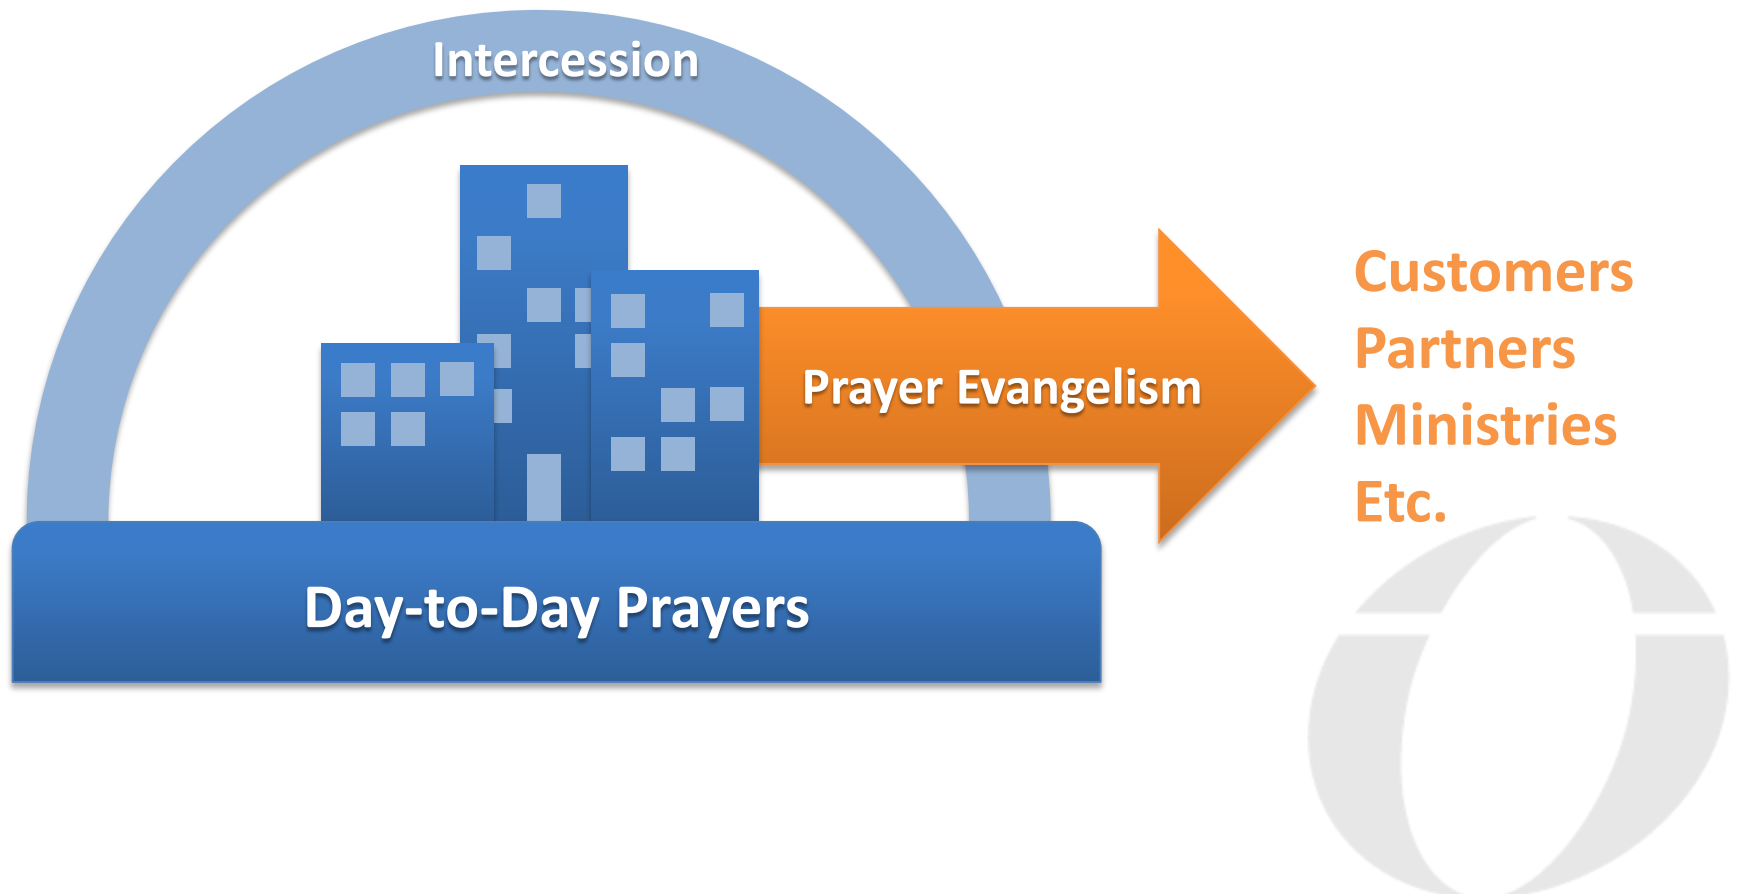 Intercession
Prayer Evangelism
Day-to-Day Prayers
Customers
Partners
Ministries
Etc.